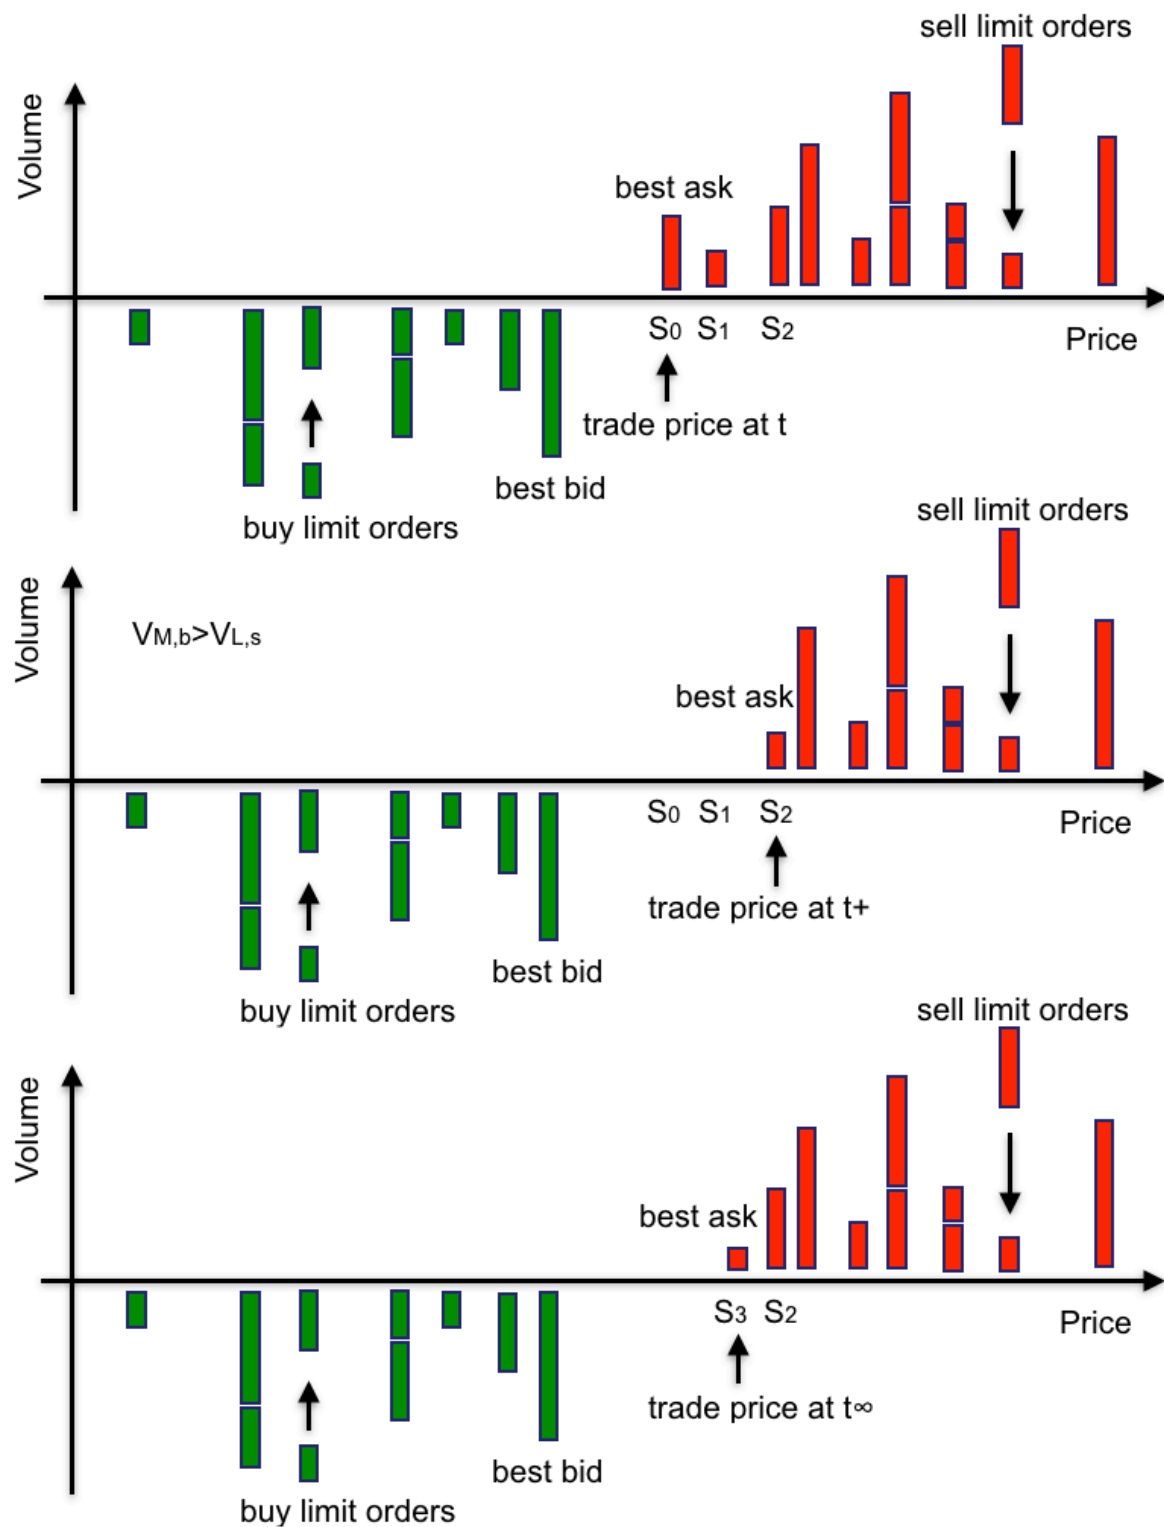 sell limit orders
Volume
best ask
S0 S1 S2
Price
trade price at t
best bid
buy limit orders
sell limit orders
Volume
VM,b>VL,s
best ask
S0 S1 S2
Price
trade price at t+
best bid
buy limit orders
sell limit orders
Volume
best ask
S3 S2
Price
trade price at t∞
best bid
buy limit orders